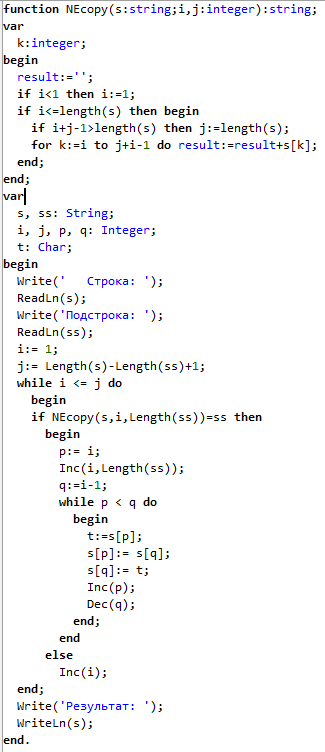 function NEcopy(s:string;i,j:integer):string;
var
  k:integer;
begin
  result:='';
  if i<1 then i:=1;
  if i<=length(s) then begin
    if i+j-1>length(s) then j:=length(s);
    for k:=i to j+i-1 do result:=result+s[k];
  end;
end;
var
  s, ss: String;
  i, j, p, q: Integer;
  t: Char;
begin
  Write('   Строка: ');
  ReadLn(s);
  Write('Подстрока: ');
  ReadLn(ss);
  i:= 1;
  j:= Length(s)-Length(ss)+1;
  while i <= j do
    begin
    if NEcopy(s,i,Length(ss))=ss then
      begin
        p:= i;
        Inc(i,Length(ss));
        q:=i-1;
        while p < q do
          begin
            t:=s[p];
            s[p]:= s[q];
            s[q]:= t;
            Inc(p);
            Dec(q);
          end;
        end
      else
        Inc(i);
  end;
  Write('Результат: ');
  WriteLn(s);
end.